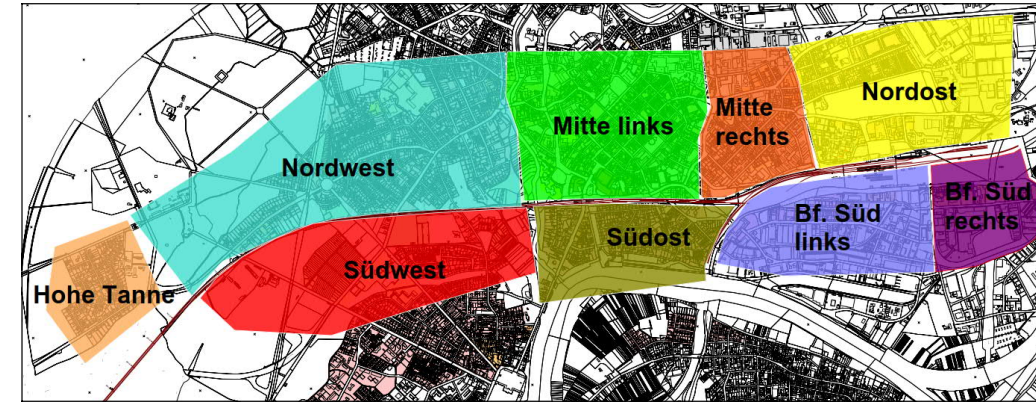 Nordost
Mitte
rechts
Mitte links
Nordwest
Bf. Süd
rechts
Bf. Süd
links
Südost
Südwest
Hohe Tanne